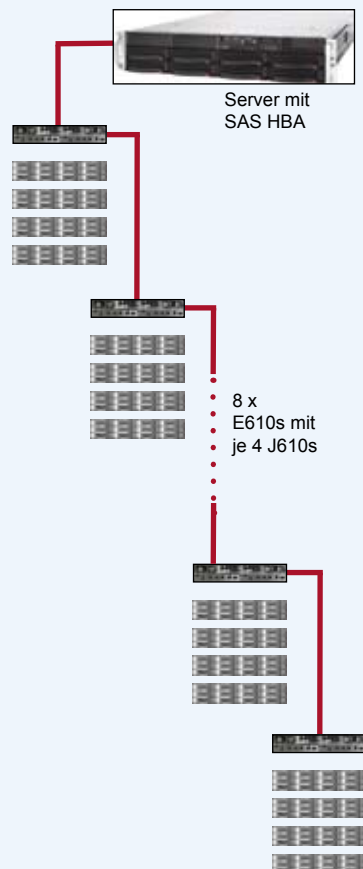 Server mit
SAS HBA
8 x
E610s mit
je 4 J610s